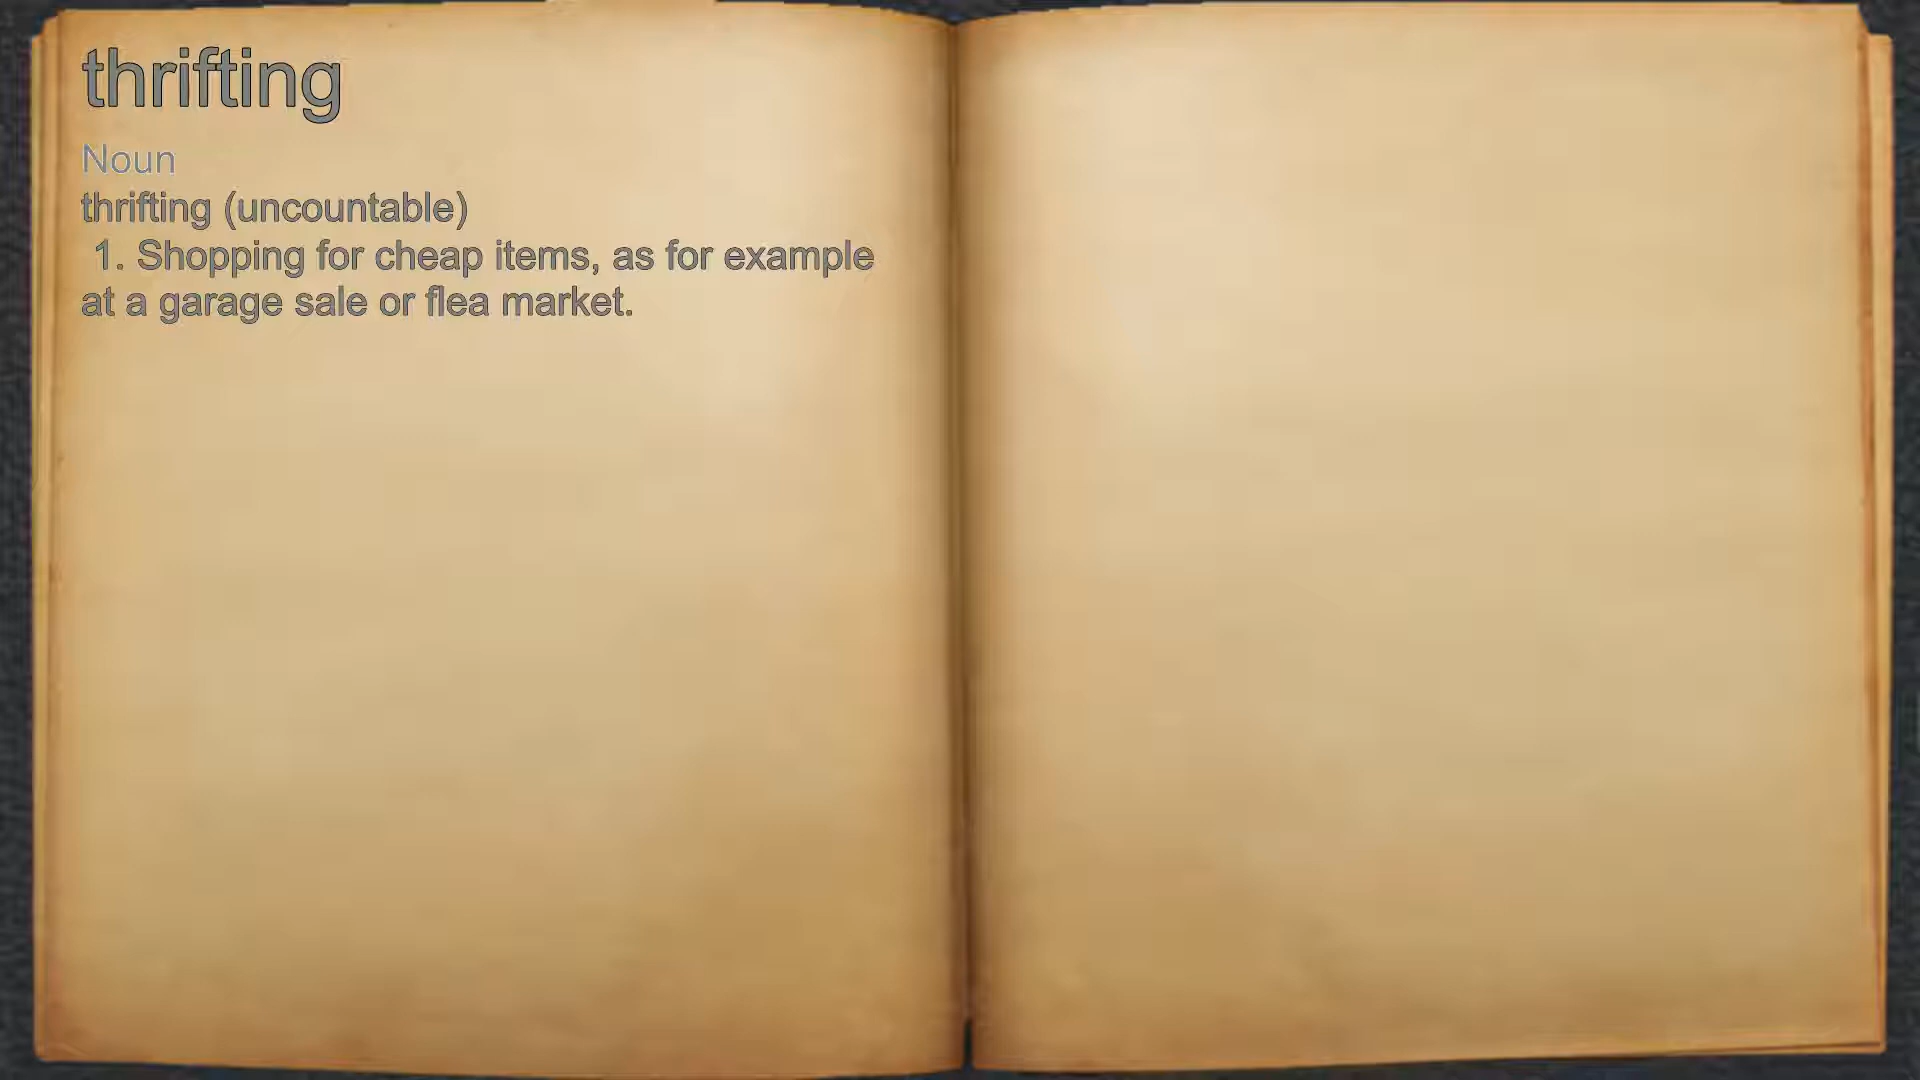 thrifting
Noun
thrifting (uncountable)
1. Shopping for cheap items, as for example
at a garage sale or flea market.